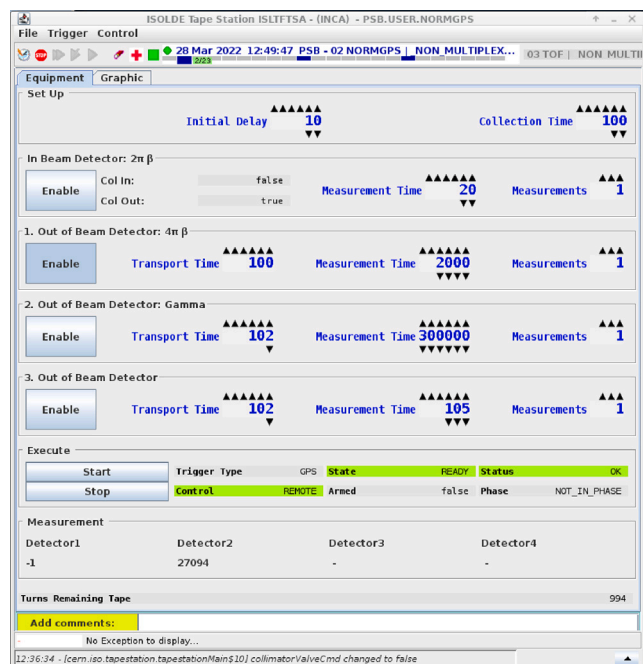 ISOLDE Tape Station ISLTFTSA - (INCA) - PSB.USER.NORMGPS
File Trigger Control
STOP
28 Mar 2022 12:49:47 PSB - 02 NORMGPS | NON_MULTIPLEX... 03 TOF | NON MULTI
2/23
Equipment Graphic
Set Up
Initial Delay 10 Collection Time 100
In Beam Detector: 2π β
Enable
Col In: false
Col Out: true
Measurement Time 20 Measurements 1
1. Out of Beam Detector: 4π β
Enable Transport Time 100 Measurement Time 2000 Measurements 1
2. Out of Beam Detector: Gamma
Enable Transport Time 102 Measurement Time 300000 Measurements 1
3. Out of Beam Detector
Enable Transport Time 102 Measurement Time 105 Measurements 1
Execute
Start Trigger Type GPS State READY Status OK
Stop Control REMOTE Armed false Phase NOT_IN_PHASE
Measurement
Detector1 Detector2 Detector3 Detector4
-1 27094 - -
Turns Remaining Tape 994
Add comments:
- No Exception to display...
12:36:34 - [cern.iso.tapestation.tapestationMain$10] collimatorValveCmd changed to false